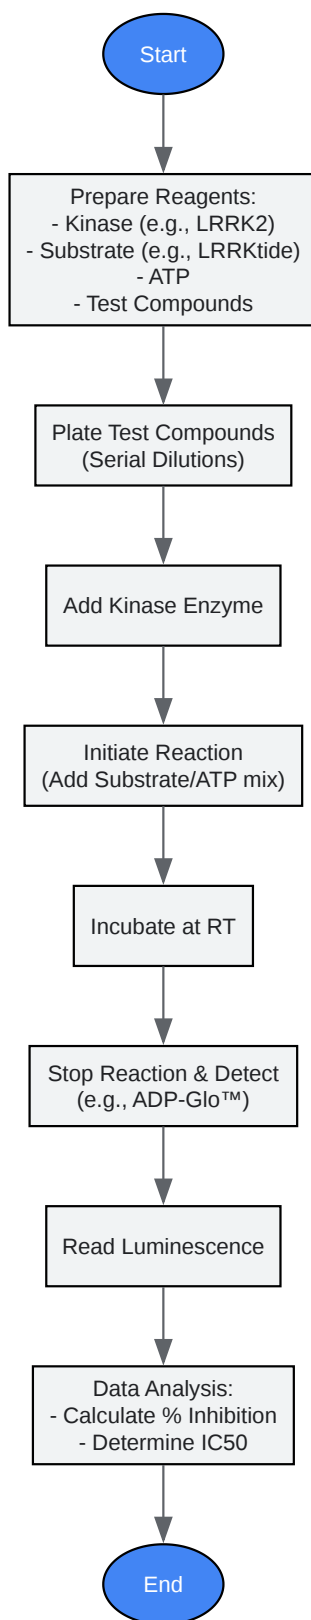 Start
Prepare Reagents:
- Kinase (e.g., LRRK2)
- Substrate (e.g., LRRKtide)
- ATP
- Test Compounds
Plate Test Compounds
(Serial Dilutions)
Add Kinase Enzyme
Initiate Reaction
(Add Substrate/ATP mix)
Incubate at RT
Stop Reaction & Detect
(e.g., ADP-Glo™)
Read Luminescence
Data Analysis:
- Calculate % Inhibition
- Determine IC50
End